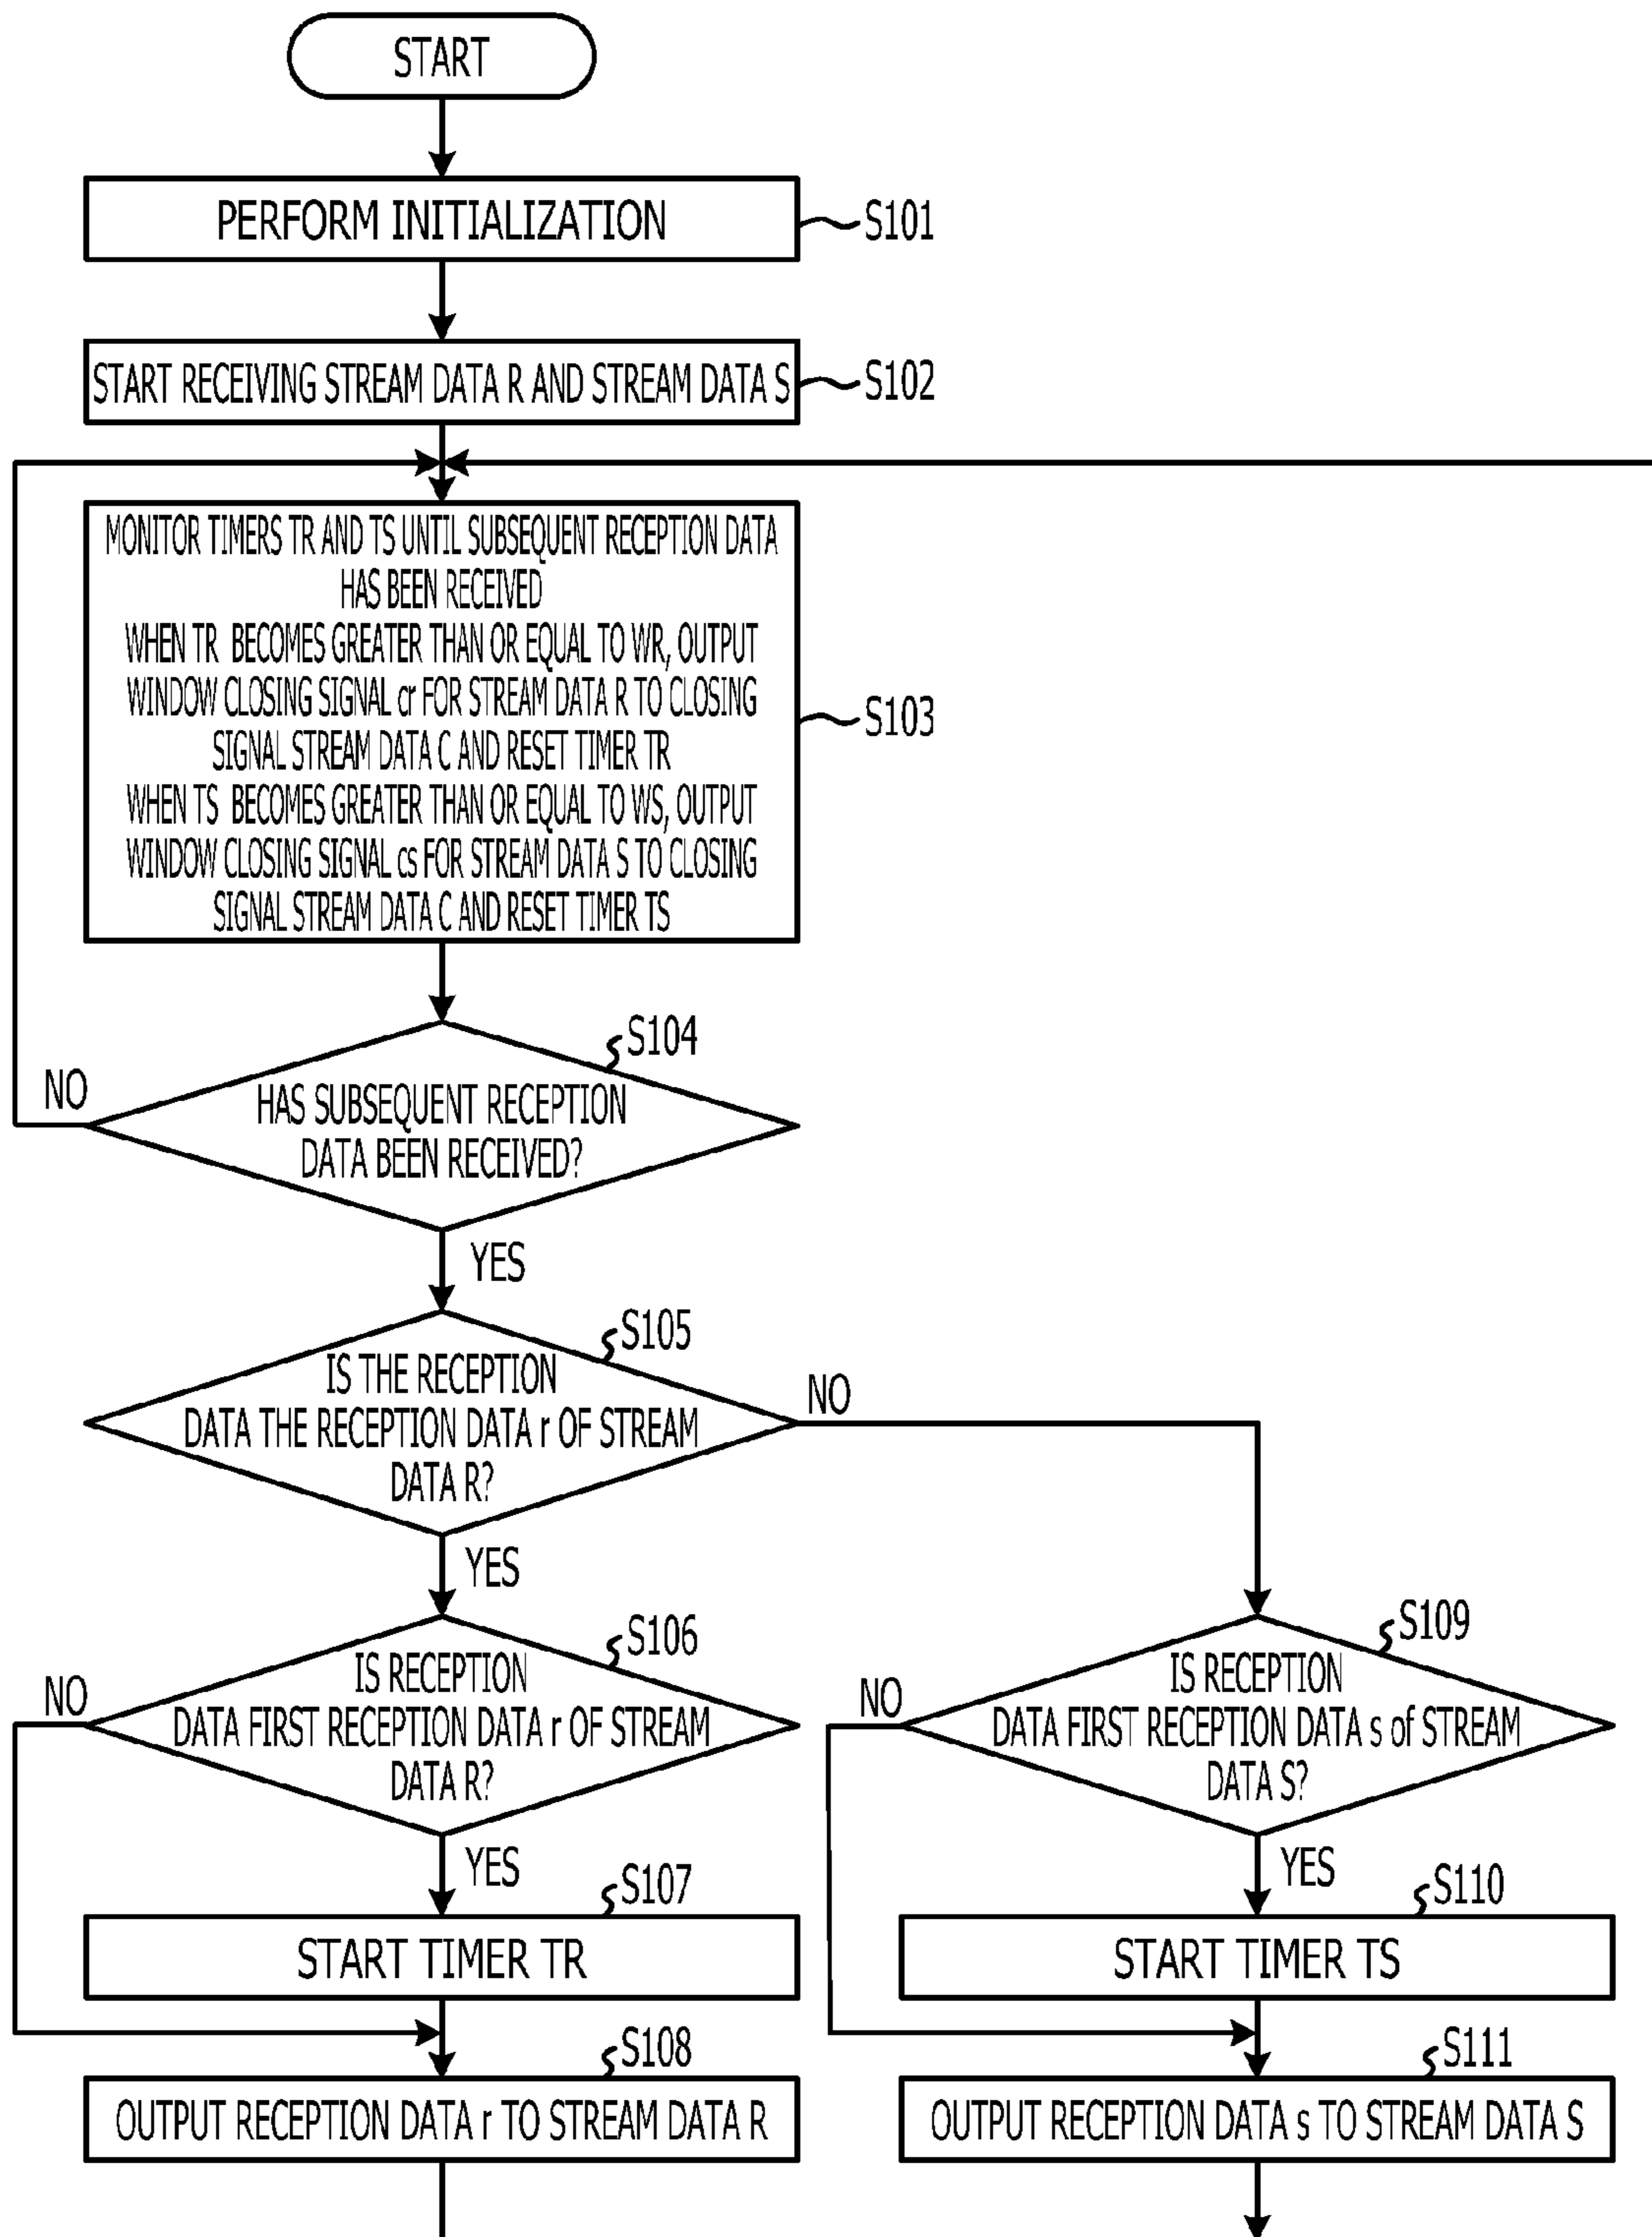 START
PERFORM INITIALIZATION
S101
START RECEIVING STREAM DATA R AND STREAM DATA S
S102
MONITOR TIMERS TR AND TS UNTIL SUBSEQUENT RECEPTION DATA
HAS BEEN RECEIVED
WHEN TR BECOMES GREATER THAN OR EQUAL TO WR, OUTPUT
WINDOW CLOSING SIGNAL cr FOR STREAM DATA R TO CLOSING
SIGNAL STREAM DATA C AND RESET TIMER TR
WHEN TS BECOMES GREATER THAN OR EQUAL TO WS, OUTPUT
WINDOW CLOSING SIGNAL cs FOR STREAM DATA S TO CLOSING
SIGNAL STREAM DATA C AND RESET TIMER TS
S103
S104
NO
HAS SUBSEQUENT RECEPTION
DATA BEEN RECEIVED?
YES
S105
IS THE RECEPTION
DATA THE RECEPTION DATA r OF STREAM
DATA R?
NO
YES
S106
NO
IS RECEPTION
DATA FIRST RECEPTION DATA r OF STREAM
DATA R?
YES
S107
START TIMER TR
S108
OUTPUT RECEPTION DATA r TO STREAM DATA R
S109
NO
IS RECEPTION
DATA FIRST RECEPTION DATA s of STREAM
DATA S?
YES
S110
START TIMER TS
S111
OUTPUT RECEPTION DATA s TO STREAM DATA S